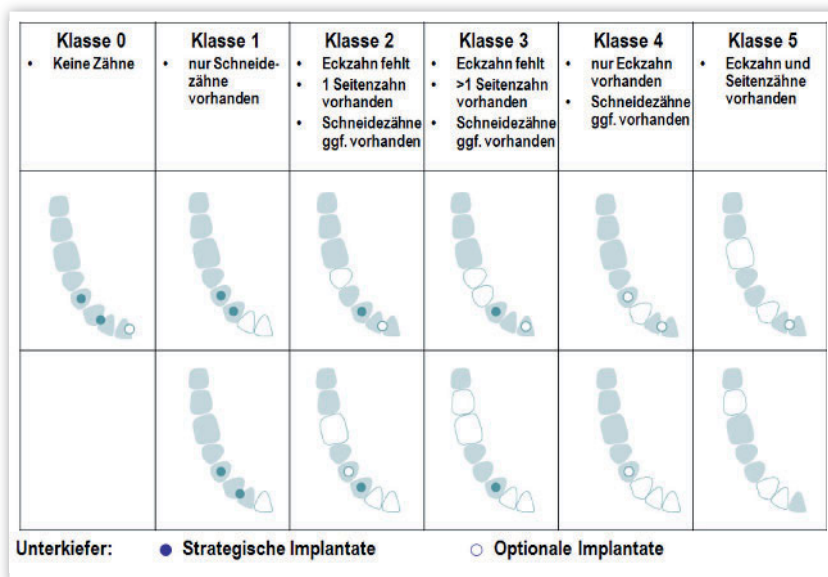 Klasse 0
• Keine Zähne
Klasse 1
• nur Schneide-
zähne
vorhanden
Klasse 2
• Eckzahn fehlt
• 1 Seitenzahn
vorhanden
• Schneidezähne
ggf. vorhanden
Klasse 3
• Eckzahn fehlt
• >1 Seitenzahn
vorhanden
• Schneidezähne
ggf. vorhanden
Klasse 4
• nur Eckzahn
vorhanden
• Schneidezähne
ggf. vorhanden
Klasse 5
• Eckzahn und
Seitenzähne
vorhanden
Unterkiefer: Strategische Implantate Optionale Implantate